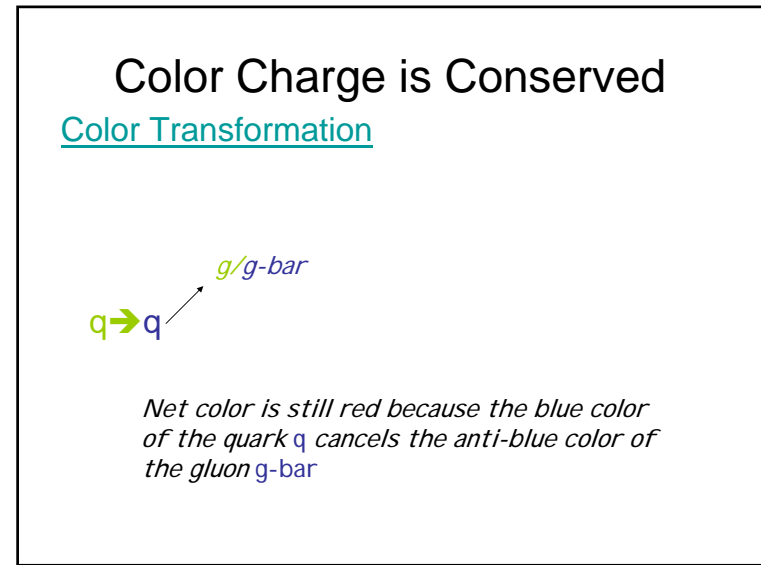 Color Charge is Conserved
Color Transformation
g/g-bar
q➔q
Net color is still red because the blue color
of the quark q cancels the anti-blue color of
the gluon g-bar